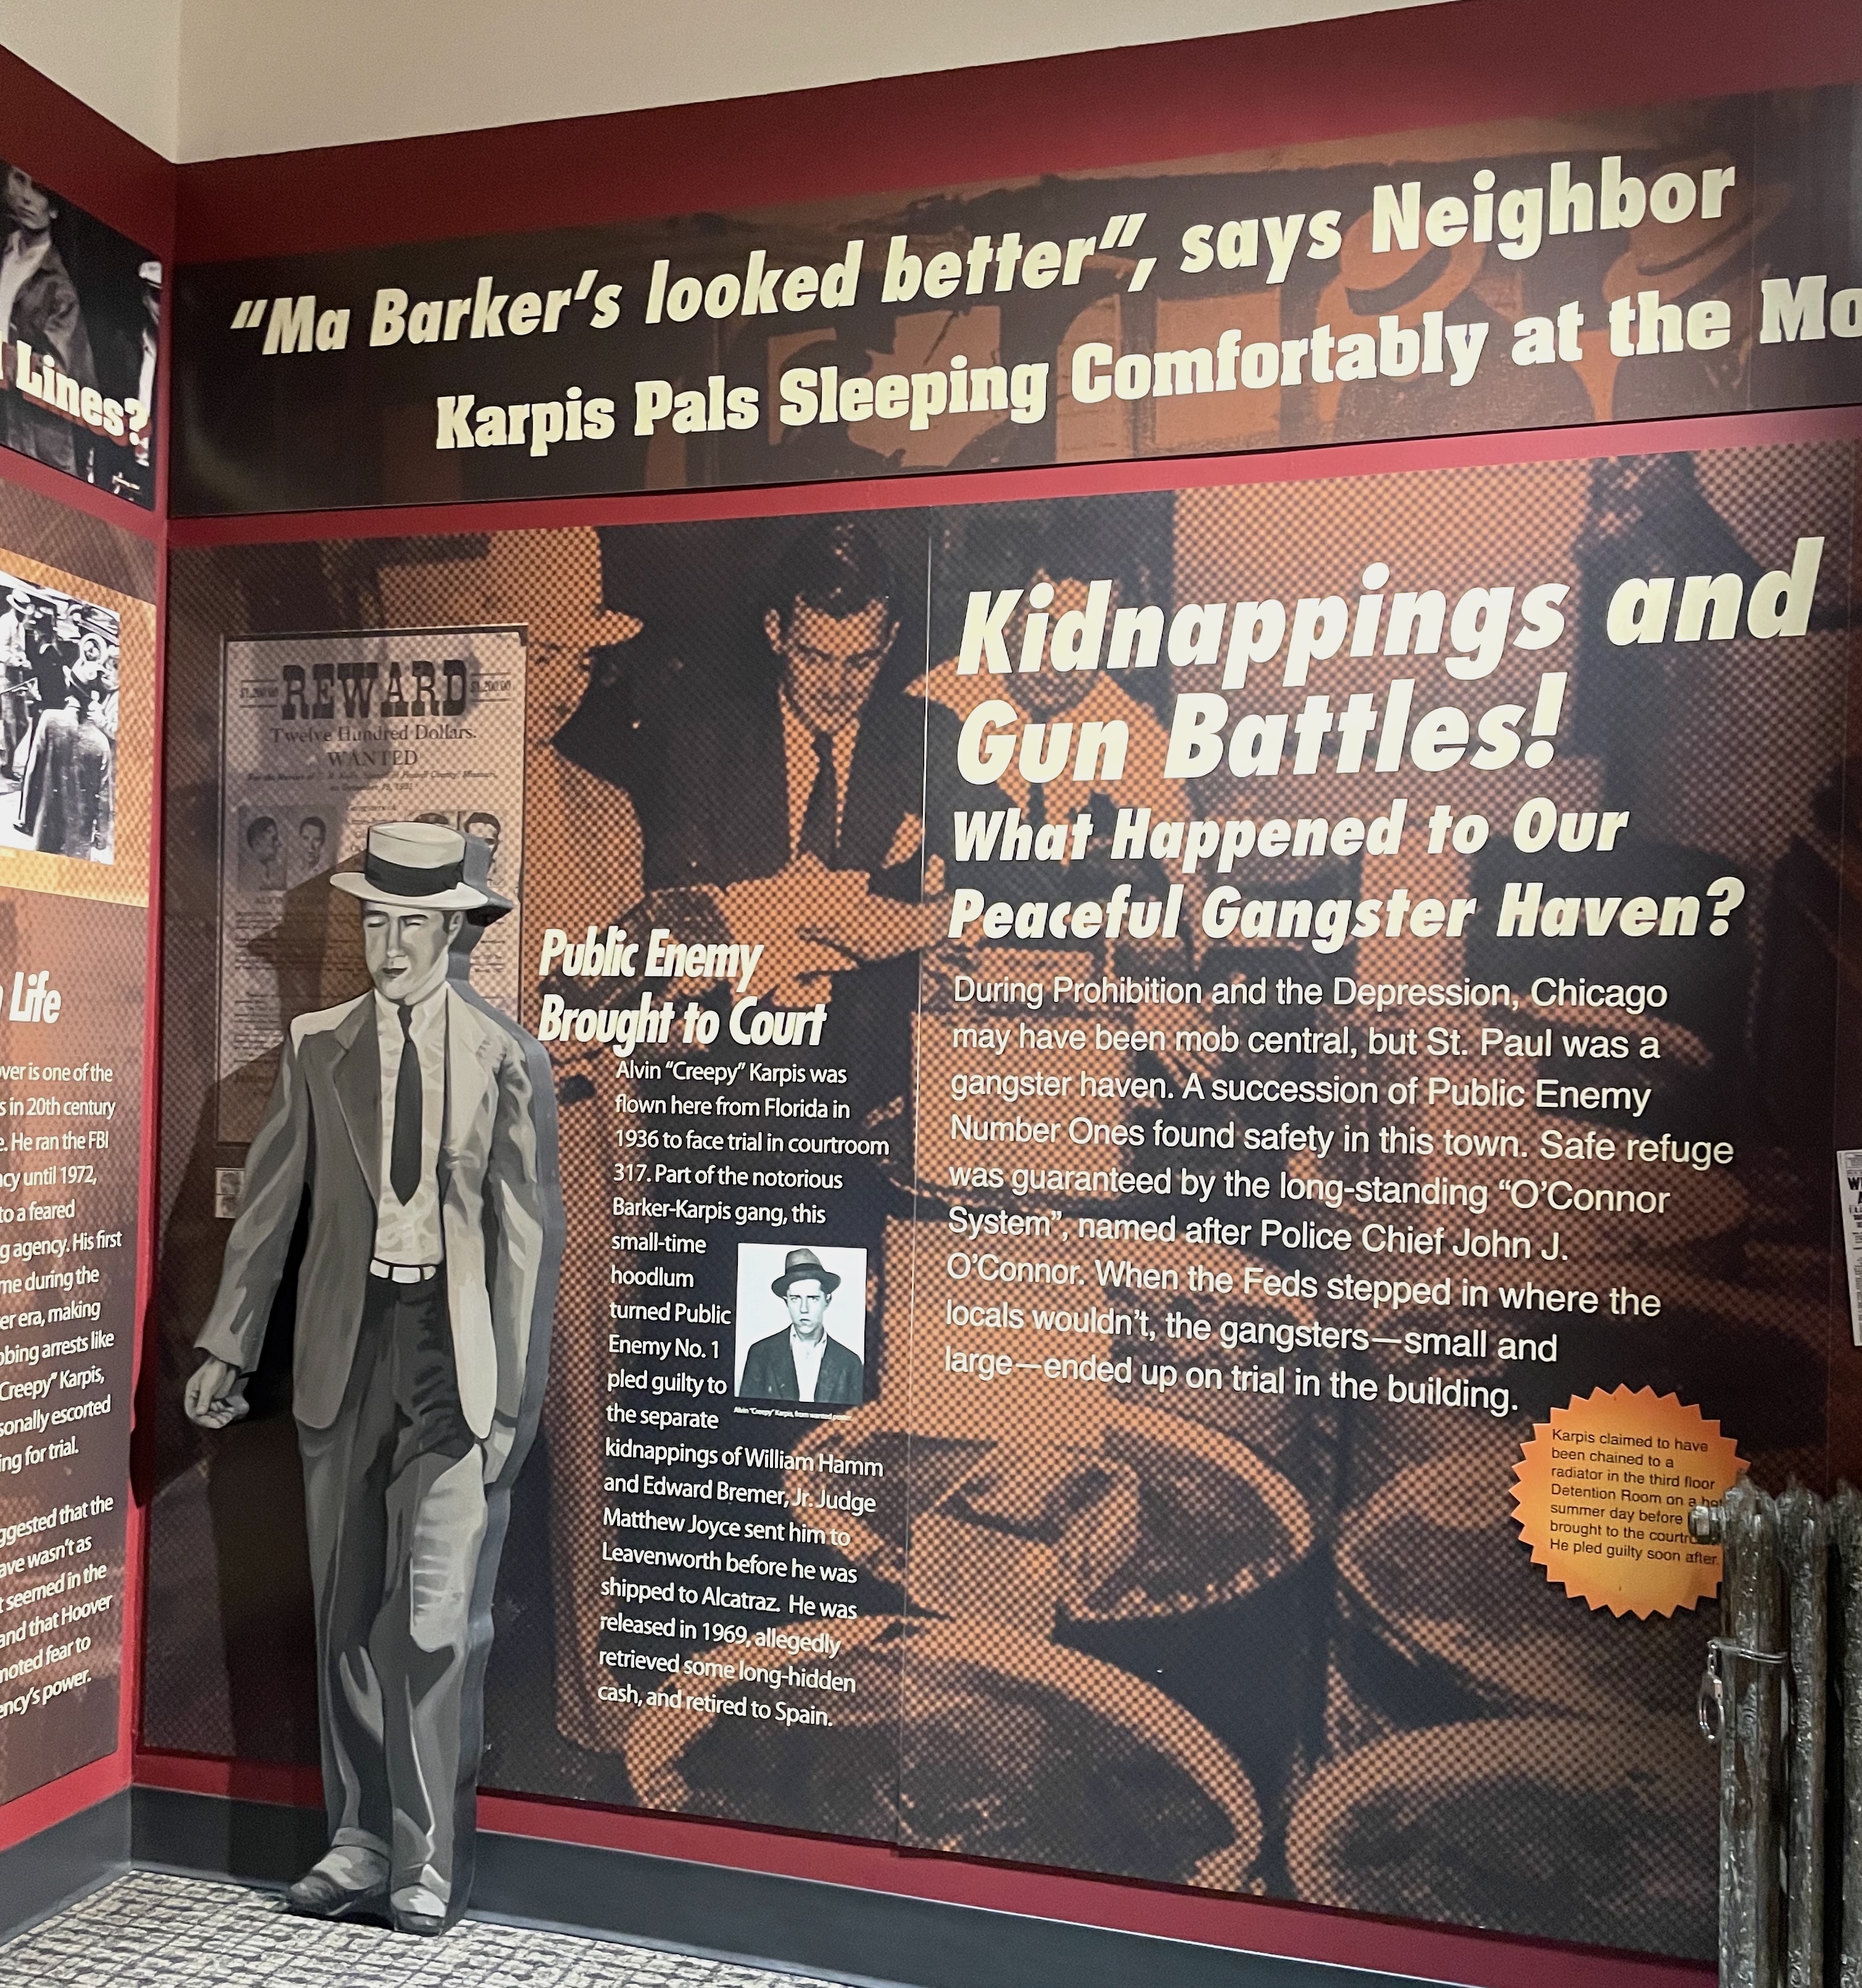 Lines?
Life
ver is one of the
s in 20th century
e. He ran the FBI
cy until 1972,
to a feared
g agency. His first
me during the
er era, making
bing arrests like
Creepy” Karpis,
sonally escorted
ng for trial.
ggested that the
ave wasn’t as
t seemed in the
and that Hoover
moted fear to
ency’s power.
“Ma Barker’s looked better”, says Neighbor
Karpis Pals Sleeping Comfortably at the Mo
REWARD
Twelve Hundred Dollars.
WANTED
Public Enemy
Brought to Court
Alvin “Creepy” Karpis was
flown here from Florida in
1936 to face trial in courtroom
317. Part of the notorious
Barker-Karpis gang, this
small-time
hoodlum
turned Public
Enemy No. 1
pled guilty to
the separate
kidnappings of William Hamm
and Edward Bremer, Jr. Judge
Matthew Joyce sent him to
Leavenworth before he was
shipped to Alcatraz. He was
released in 1969, allegedly
retrieved some long-hidden
cash, and retired to Spain.
Alvin “Creepy” Karpis, from wanted poster.
Kidnappings and
Gun Battles!
What Happened to Our
Peaceful Gangster Haven?
During Prohibition and the Depression, Chicago
may have been mob central, but St. Paul was a
gangster haven. A succession of Public Enemy
Number Ones found safety in this town. Safe refuge
was guaranteed by the long-standing “O’Connor
System”, named after Police Chief John J.
O’Connor. When the Feds stepped in where the
locals wouldn’t, the gangsters—small and
large—ended up on trial in the building.
Karpis claimed to have
been chained to a
radiator in the third floor
Detention Room on a hot
summer day before
brought to the courtro
He pled guilty soon after.